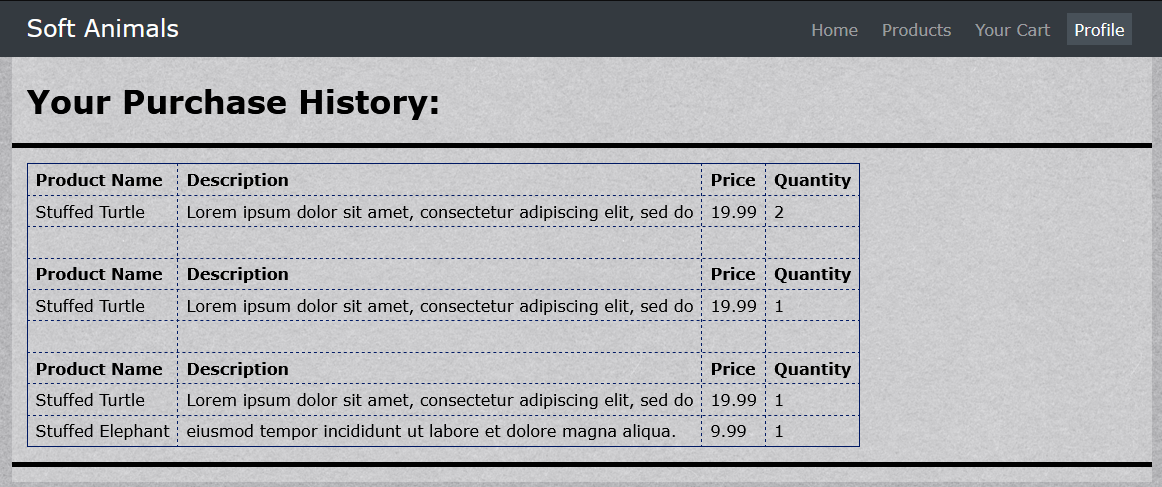 Soft Animals Home Products Your Cart Profile
Your Purchase History:
Product Name Description Price Quantity
Stuffed Turtle Lorem ipsum dolor sit amet, consectetur adipiscing elit, sed do 19.99 2
Product Name Description Price Quantity
Stuffed Turtle Lorem ipsum dolor sit amet, consectetur adipiscing elit, sed do 19.99 1
Product Name Description Price Quantity
Stuffed Turtle Lorem ipsum dolor sit amet, consectetur adipiscing elit, sed do 19.99 1
Stuffed Elephant eiusmod tempor incididunt ut labore et dolore magna aliqua. 9.99 1